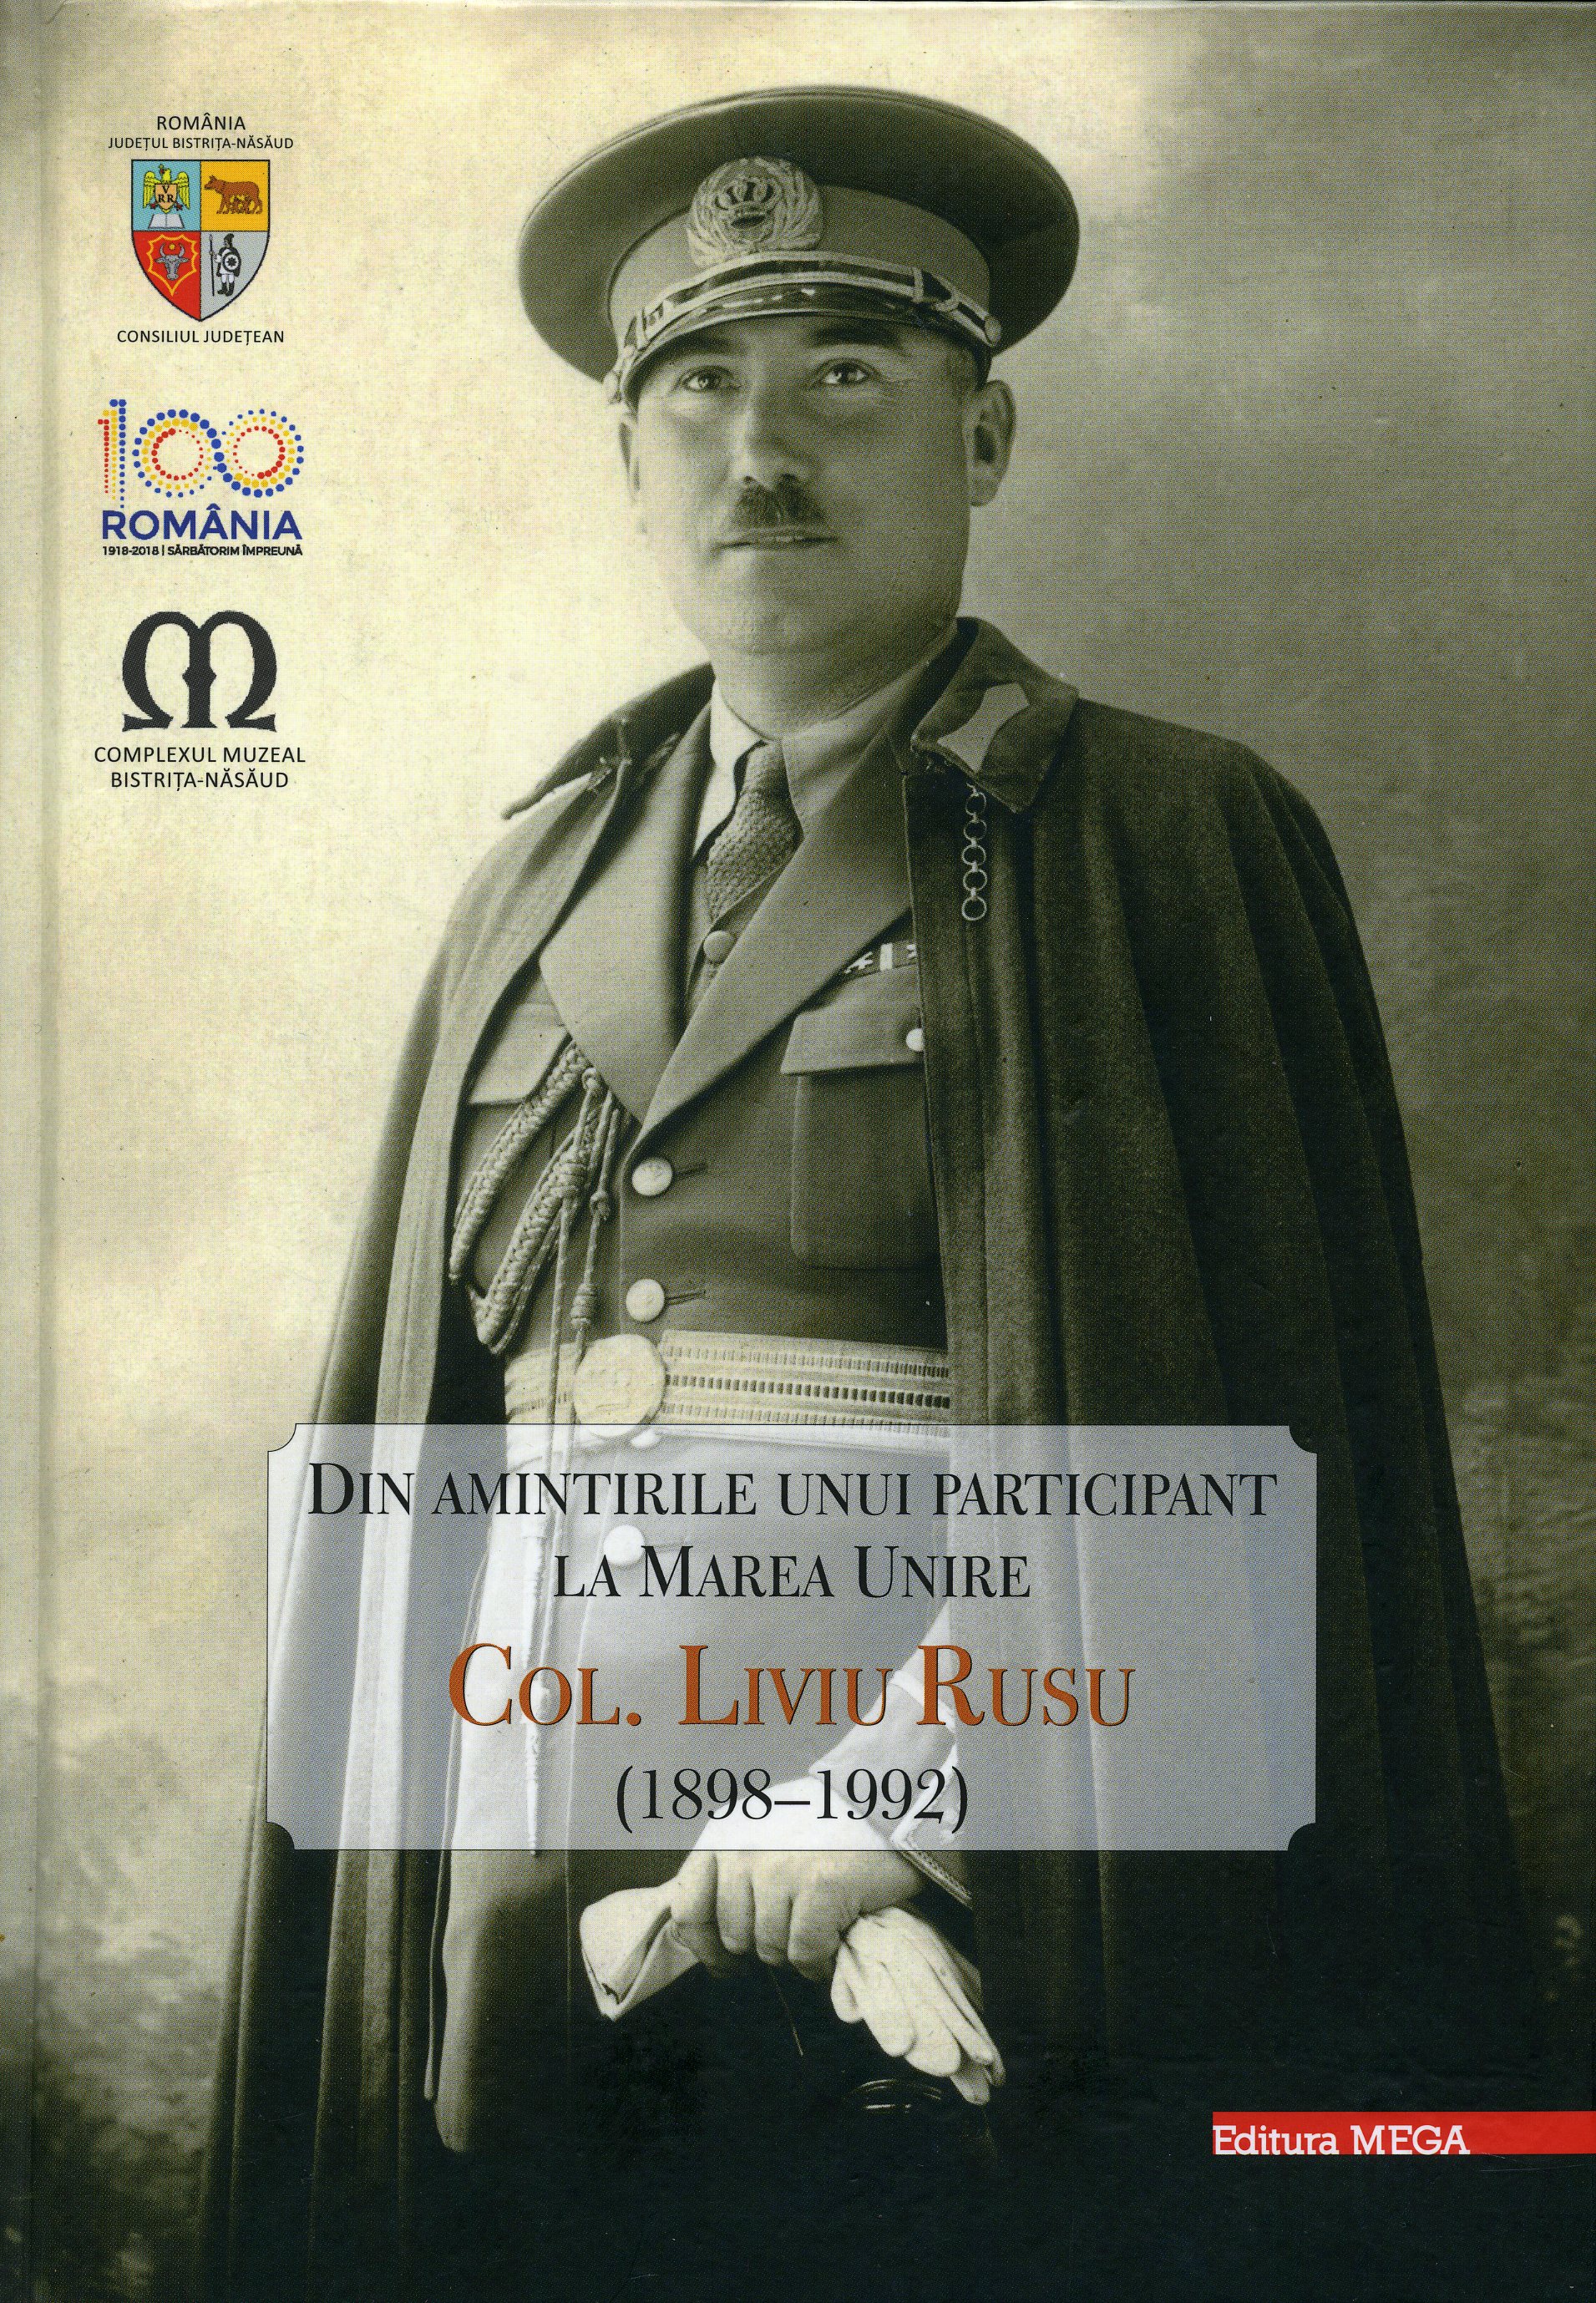 ROMÂNIA
JUDEȚUL BISTRIȚA-NĂSĂUD
V
RR
CONSILIUL JUDEȚEAN
100
ROMÂNIA
1918-2018 | SĂRBĂTORIM ÎMPREUNĂ
M
COMPLEXUL MUZEAL
BISTRIȚA-NĂSĂUD
DIN AMINTIRILE UNUI PARTICIPANT
LA MAREA UNIRE
COL. LIVIU RUSU
(1898–1992)
Editura MEGA